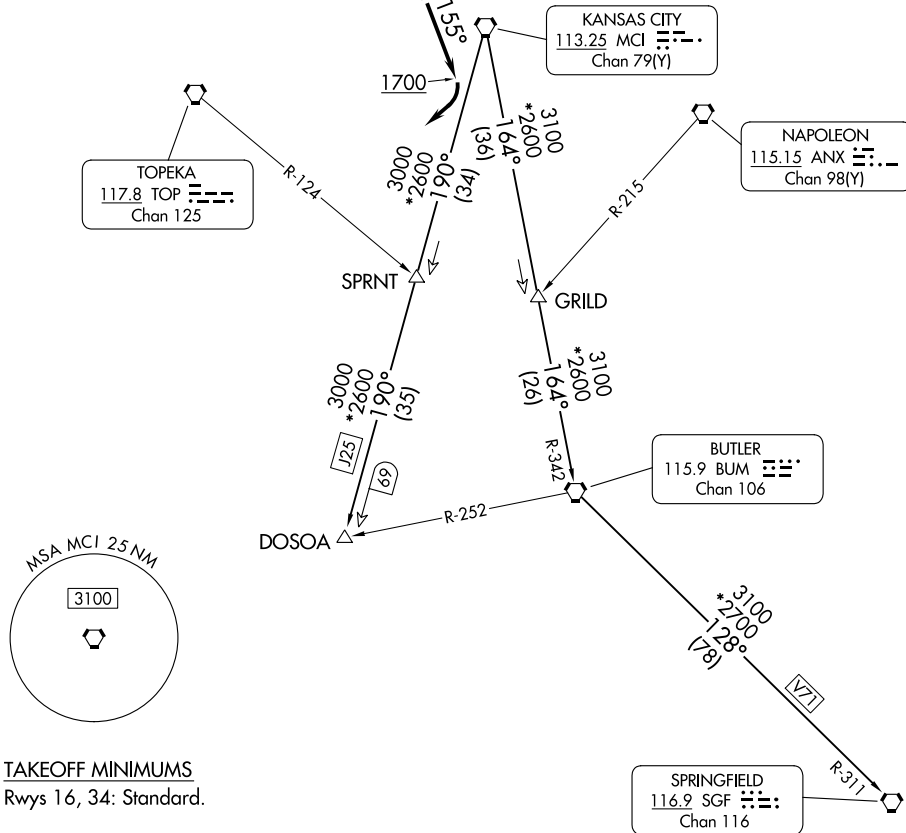 155°
1700
KANSAS CITY
113.25 MCI
Chan 79(Y)
TOPEKA
117.8 TOP
Chan 125
NAPOLEON
115.15 ANX
Chan 98(Y)
R-124
3000
*2600
190°
(34)
3100
*2600
164°
(36)
R-215
SPRNT
GRILD
3000
*2600
190°
(35)
3100
*2600
164°
(26)
J25
69
R-342
BUTLER
115.9 BUM
Chan 106
R-252
DOSOA
MSA MCI 25 NM
3100
3100
*2700
128°
(78)
V71
R-311
TAKEOFF MINIMUMS
Rwys 16, 34: Standard.
SPRINGFIELD
116.9 SGF
Chan 116